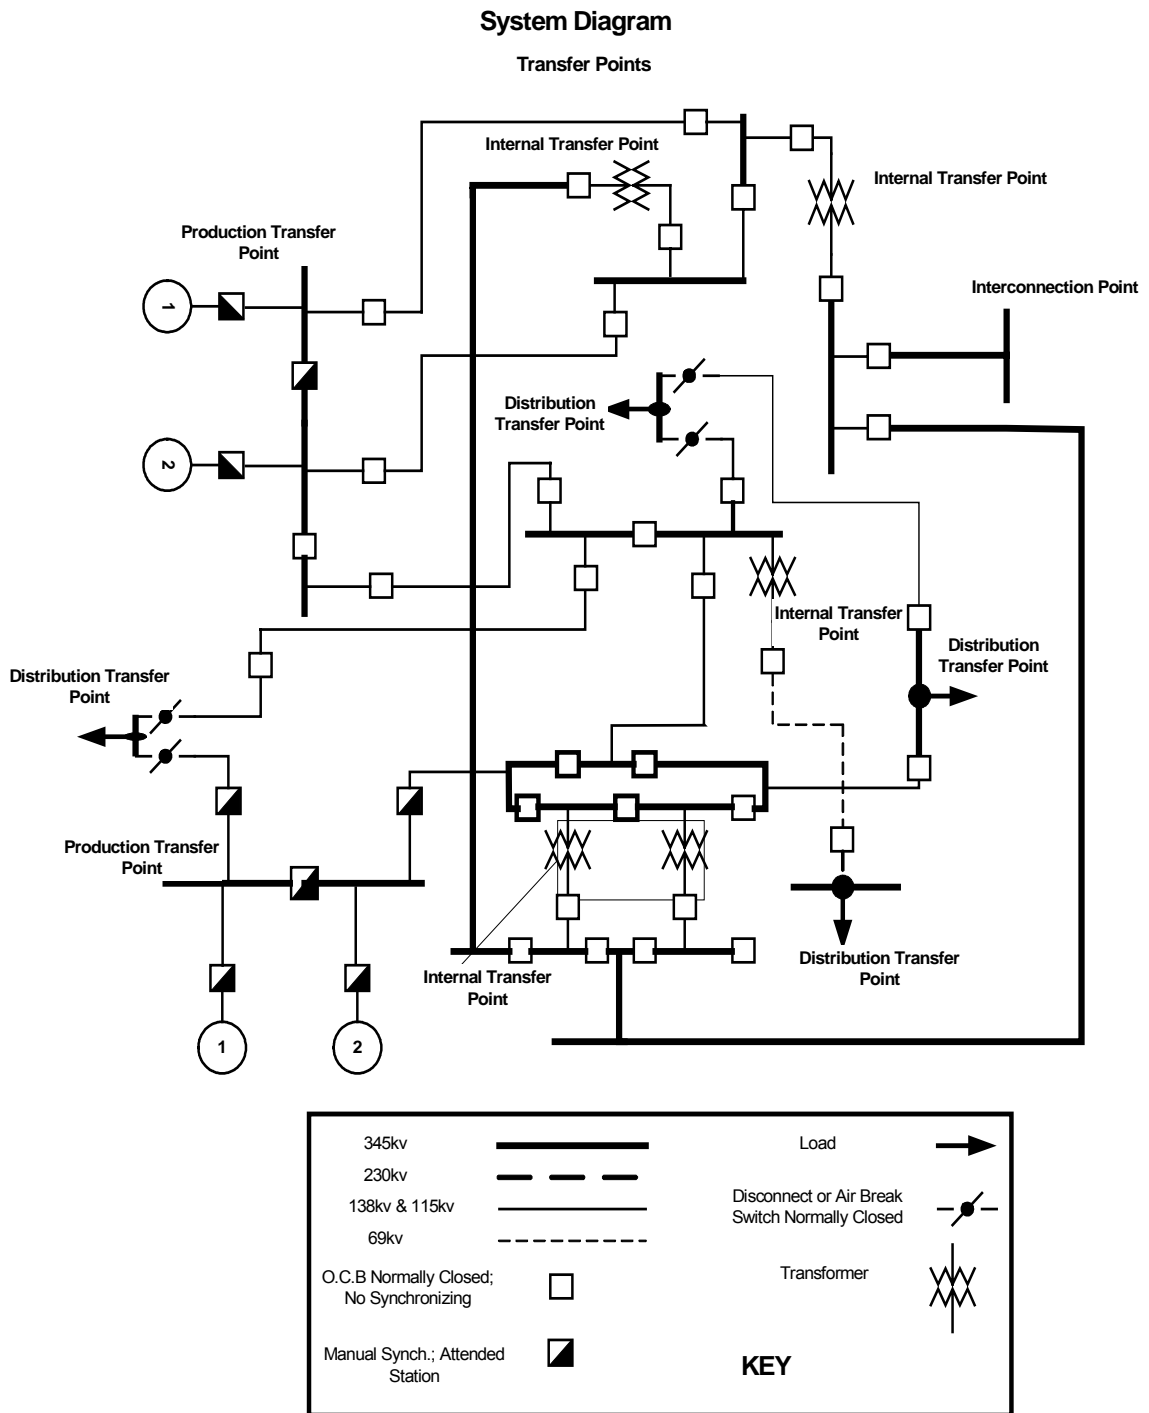 System Diagram
Transfer Points
Internal Transfer Point
Internal Transfer Point
Production Transfer
Point
Interconnection Point
1
2
Distribution
Transfer Point
Internal Transfer
Point
Distribution
Transfer Point
Distribution Transfer
Point
Production Transfer
Point
Internal Transfer
Point
Distribution Transfer
Point
1
2
345kv
230kv
138kv & 115kv
69kv
O.C.B Normally Closed;
No Synchronizing
Manual Synch.; Attended
Station
Load
Disconnect or Air Break
Switch Normally Closed
Transformer
KEY